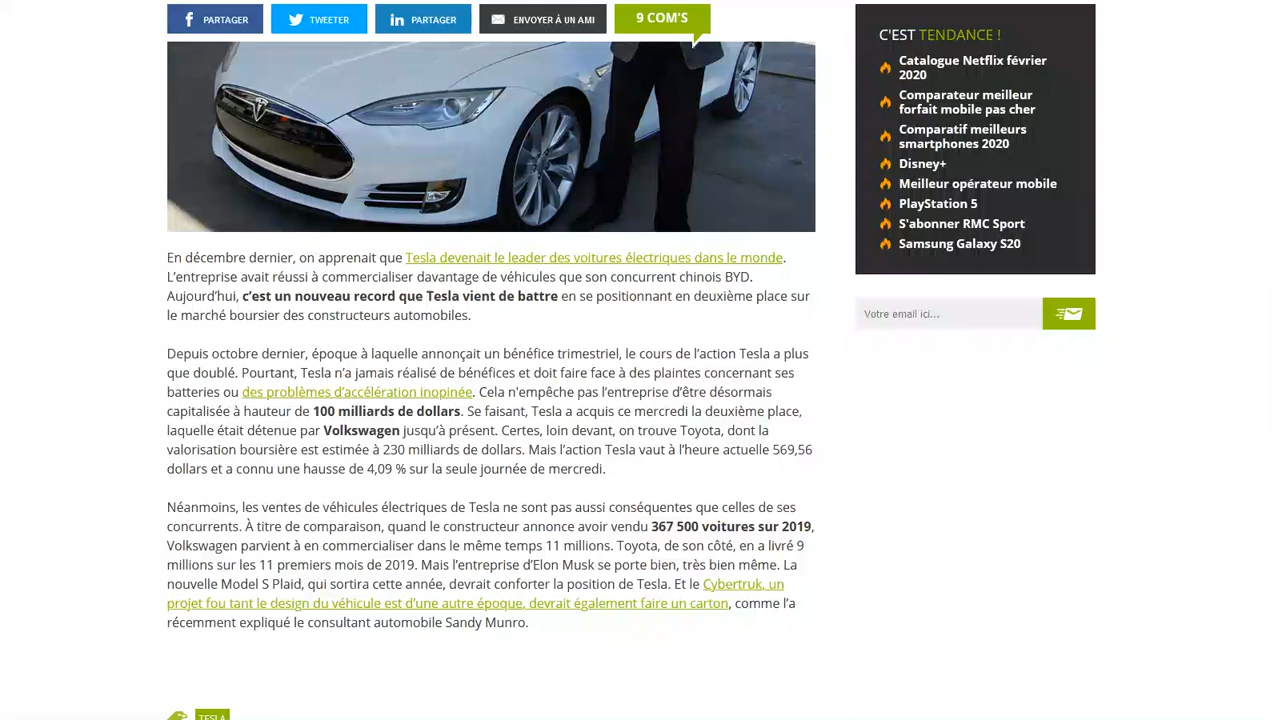 PARTAGER
TWEETER
PARTAGER
ENVOYER À UN AMI
9 COM'S
En décembre dernier, on apprenait que Tesla devenait le leader des voitures électriques dans le monde.
L’entreprise avait réussi à commercialiser davantage de véhicules que son concurrent chinois BYD.
Aujourd’hui, c’est un nouveau record que Tesla vient de battre en se positionnant en deuxième place sur
le marché boursier des constructeurs automobiles.
Depuis octobre dernier, époque à laquelle annonçait un bénéfice trimestriel, le cours de l’action Tesla a plus
que doublé. Pourtant, Tesla n’a jamais réalisé de bénéfices et doit faire face à des plaintes concernant ses
batteries ou des problèmes d’accélération inopinée. Cela n'empêche pas l’entreprise d’être désormais
capitalisée à hauteur de 100 milliards de dollars. Se faisant, Tesla a acquis ce mercredi la deuxième place,
laquelle était détenue par Volkswagen jusqu’à présent. Certes, loin devant, on trouve Toyota, dont la
valorisation boursière est estimée à 230 milliards de dollars. Mais l’action Tesla vaut à l’heure actuelle 569,56
dollars et a connu une hausse de 4,09 % sur la seule journée de mercredi.
Néanmoins, les ventes de véhicules électriques de Tesla ne sont pas aussi conséquentes que celles de ses
concurrents. À titre de comparaison, quand le constructeur annonce avoir vendu 367 500 voitures sur 2019,
Volkswagen parvient à en commercialiser dans le même temps 11 millions. Toyota, de son côté, en a livré 9
millions sur les 11 premiers mois de 2019. Mais l’entreprise d’Elon Musk se porte bien, très bien même. La
nouvelle Model S Plaid, qui sortira cette année, devrait conforter la position de Tesla. Et le Cybertruk, un
projet fou tant le design du véhicule est d’une autre époque, devrait également faire un carton, comme l’a
récemment expliqué le consultant automobile Sandy Munro.
TESLA
C'EST TENDANCE !
Catalogue Netflix février
2020
Comparateur meilleur
forfait mobile pas cher
Comparatif meilleurs
smartphones 2020
Disney+
Meilleur opérateur mobile
PlayStation 5
S'abonner RMC Sport
Samsung Galaxy S20
Votre email ici...